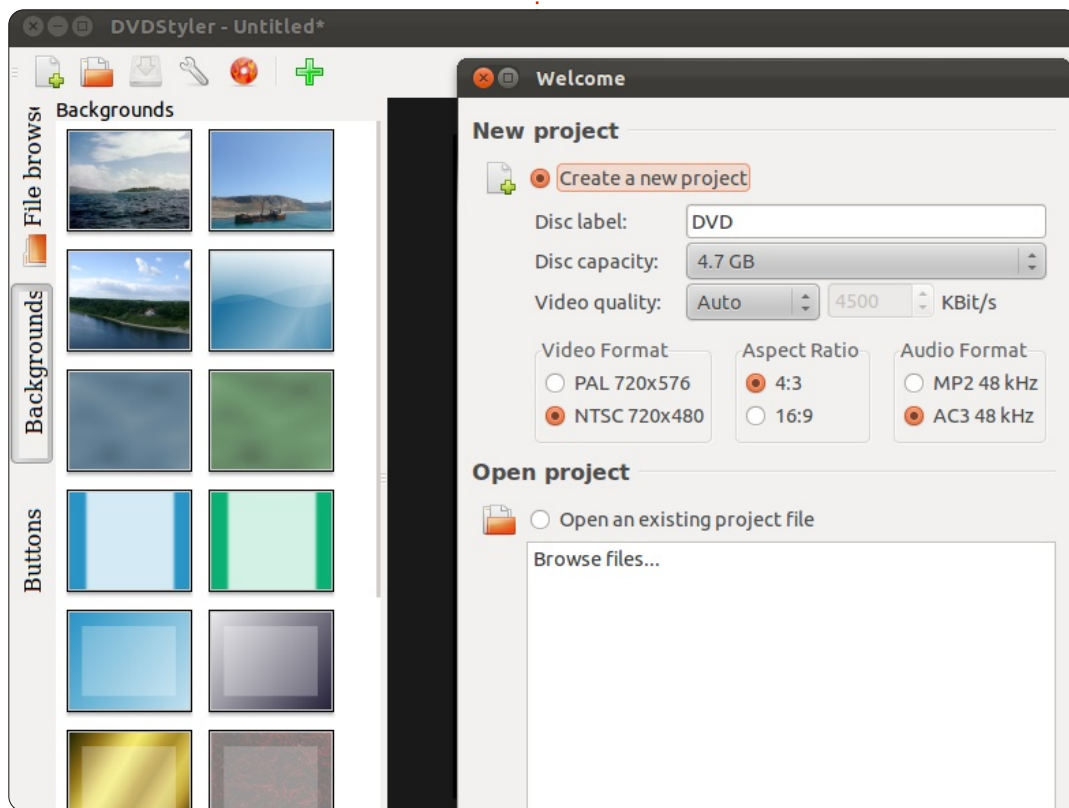 DVDStyler - Untitled*
Backgrounds
File brows
Backgrounds
Buttons
Welcome
New project
Create a new project
Disc label: DVD
Disc capacity: 4.7 GB
Video quality: Auto 4500 KBit/s
Video Format Aspect Ratio Audio Format
PAL 720x576 4:3 MP2 48 kHz
NTSC 720x480 16:9 AC3 48 kHz
Open project
Open an existing project file
Browse files...